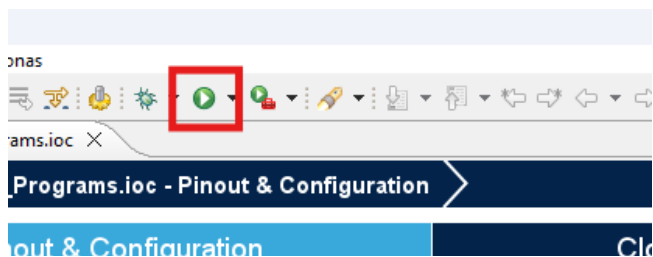 onas
rams.ioc
_Programs.ioc - Pinout & Configuration
nout & Configuration
Clo